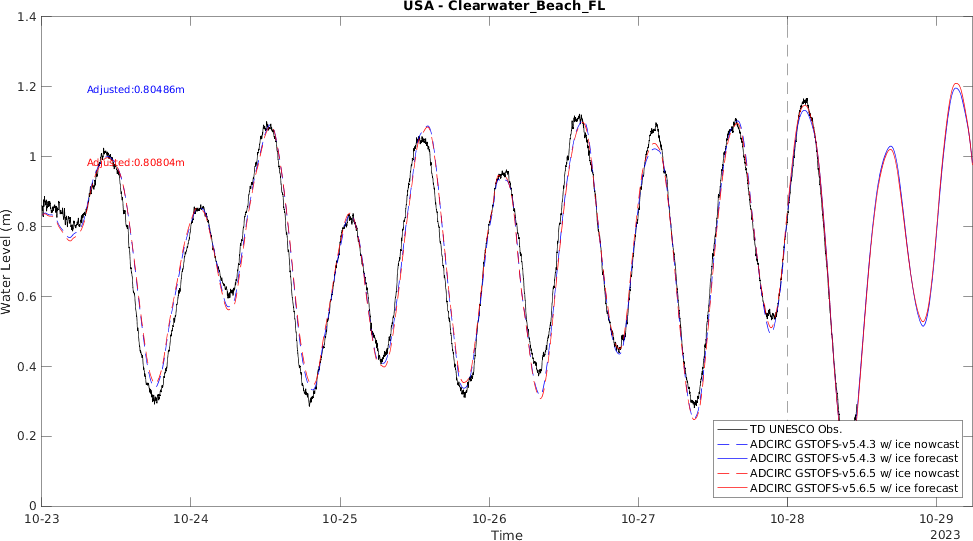 USA - Clearwater_Beach_FL
1.4
1.2
1
0.8
0.6
0.4
0.2
0
Water Level (m)
Adjusted:0.80486m
Adjusted:0.80804m
TD UNESCO Obs.
ADCIRC GSTOFS-v5.4.3 w/ ice nowcast
ADCIRC GSTOFS-v5.4.3 w/ ice forecast
ADCIRC GSTOFS-v5.6.5 w/ ice nowcast
ADCIRC GSTOFS-v5.6.5 w/ ice forecast
10-23 10-24 10-25 10-26 10-27 10-28 10-29
2023
Time